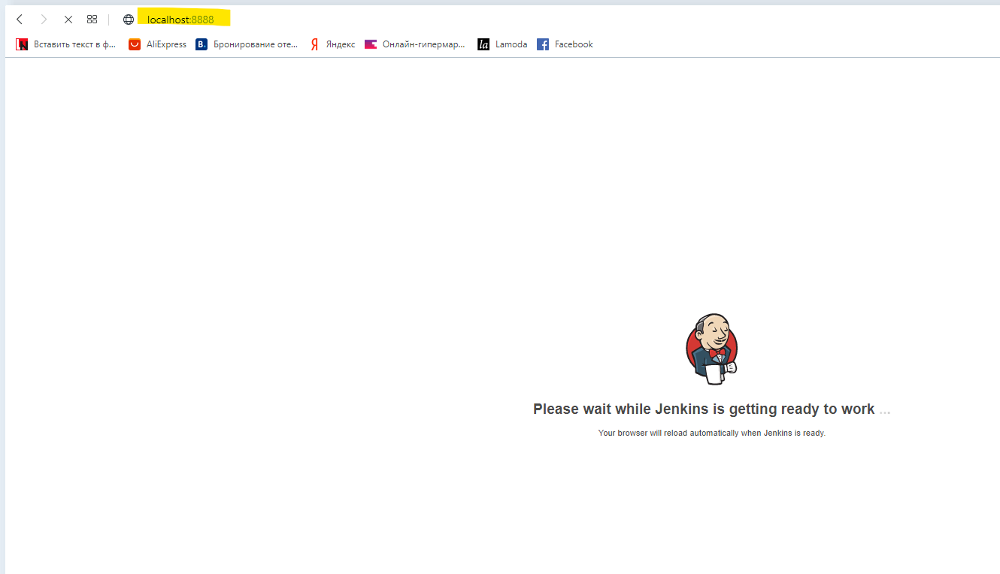 localhost:8888
Вставить текст в ф... AliExpress B. Бронирование оте... Я Яндекс Онлайн-гипермар... la Lamoda f Facebook
Please wait while Jenkins is getting ready to work ...
Your browser will reload automatically when Jenkins is ready.